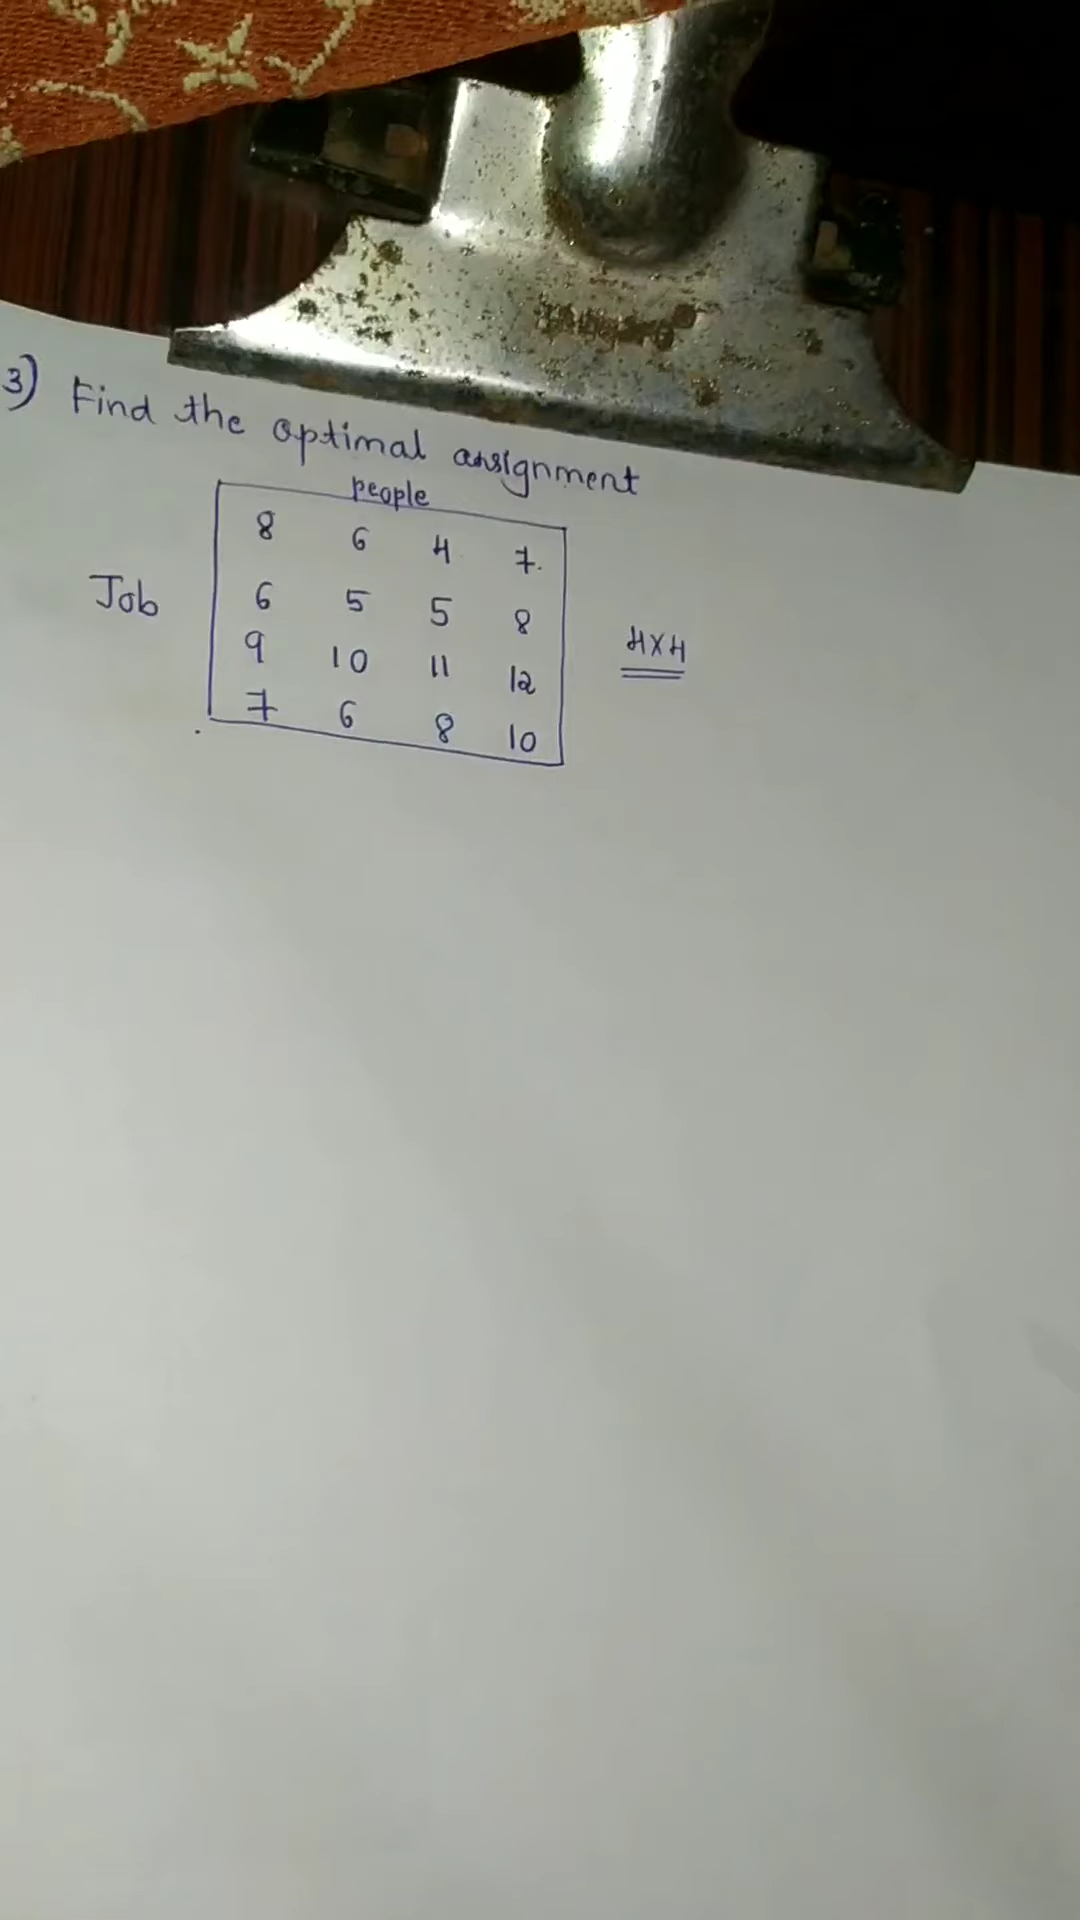 3) Find the optimal assignment
people
8 6 4 7.
Job
6 5 5 8
4x4
9 10 11 12
7 6 8 10